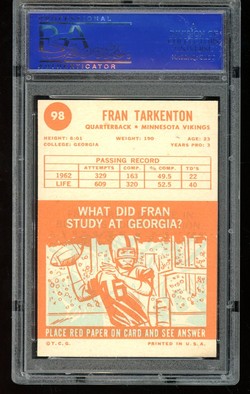 PSA
98
FRAN TARKENTON
QUARTERBACK • MINNESOTA VIKINGS
HEIGHT: 6:01 WEIGHT: 190 AGE: 23
COLLEGE: GEORGIA YEARS PRO: 3
PASSING RECORD
ATTEMPTS COMP. % COMP. TD'S
1962 329 163 49.5 22
LIFE 609 320 52.5 40
WHAT DID FRAN
STUDY AT GEORGIA?
PLACE RED PAPER ON CARD AND SEE ANSWER
©T.C.G. PRINTED IN U.S.A.